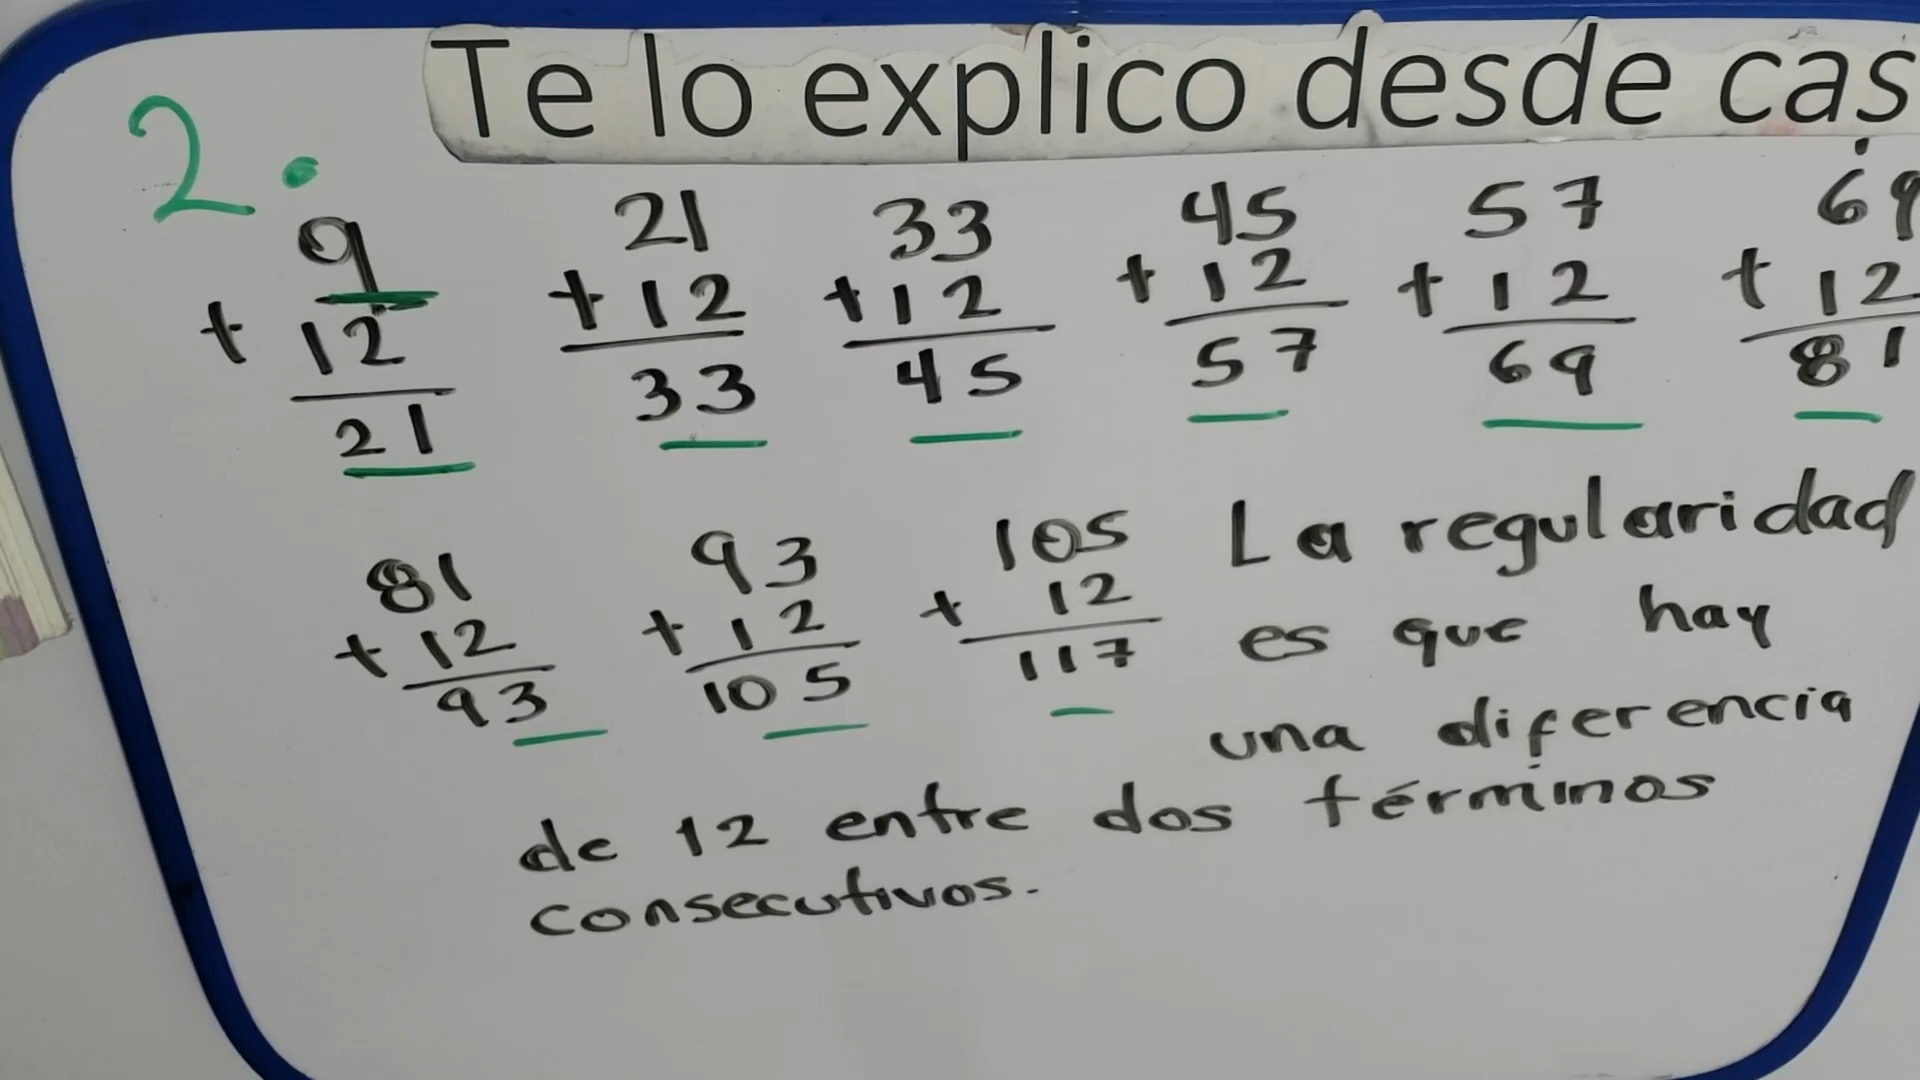 Te lo explico desde cas
2.
9 21 33 45 57 69
+ 12 + 12 + 12 + 12 + 12 + 12
21 33 45 57 69 81
81 93 105
+ 12 + 12 + 12
93 105 117
La regularidad
es que hay
una diferencia
de 12 entre dos términos
consecutivos.